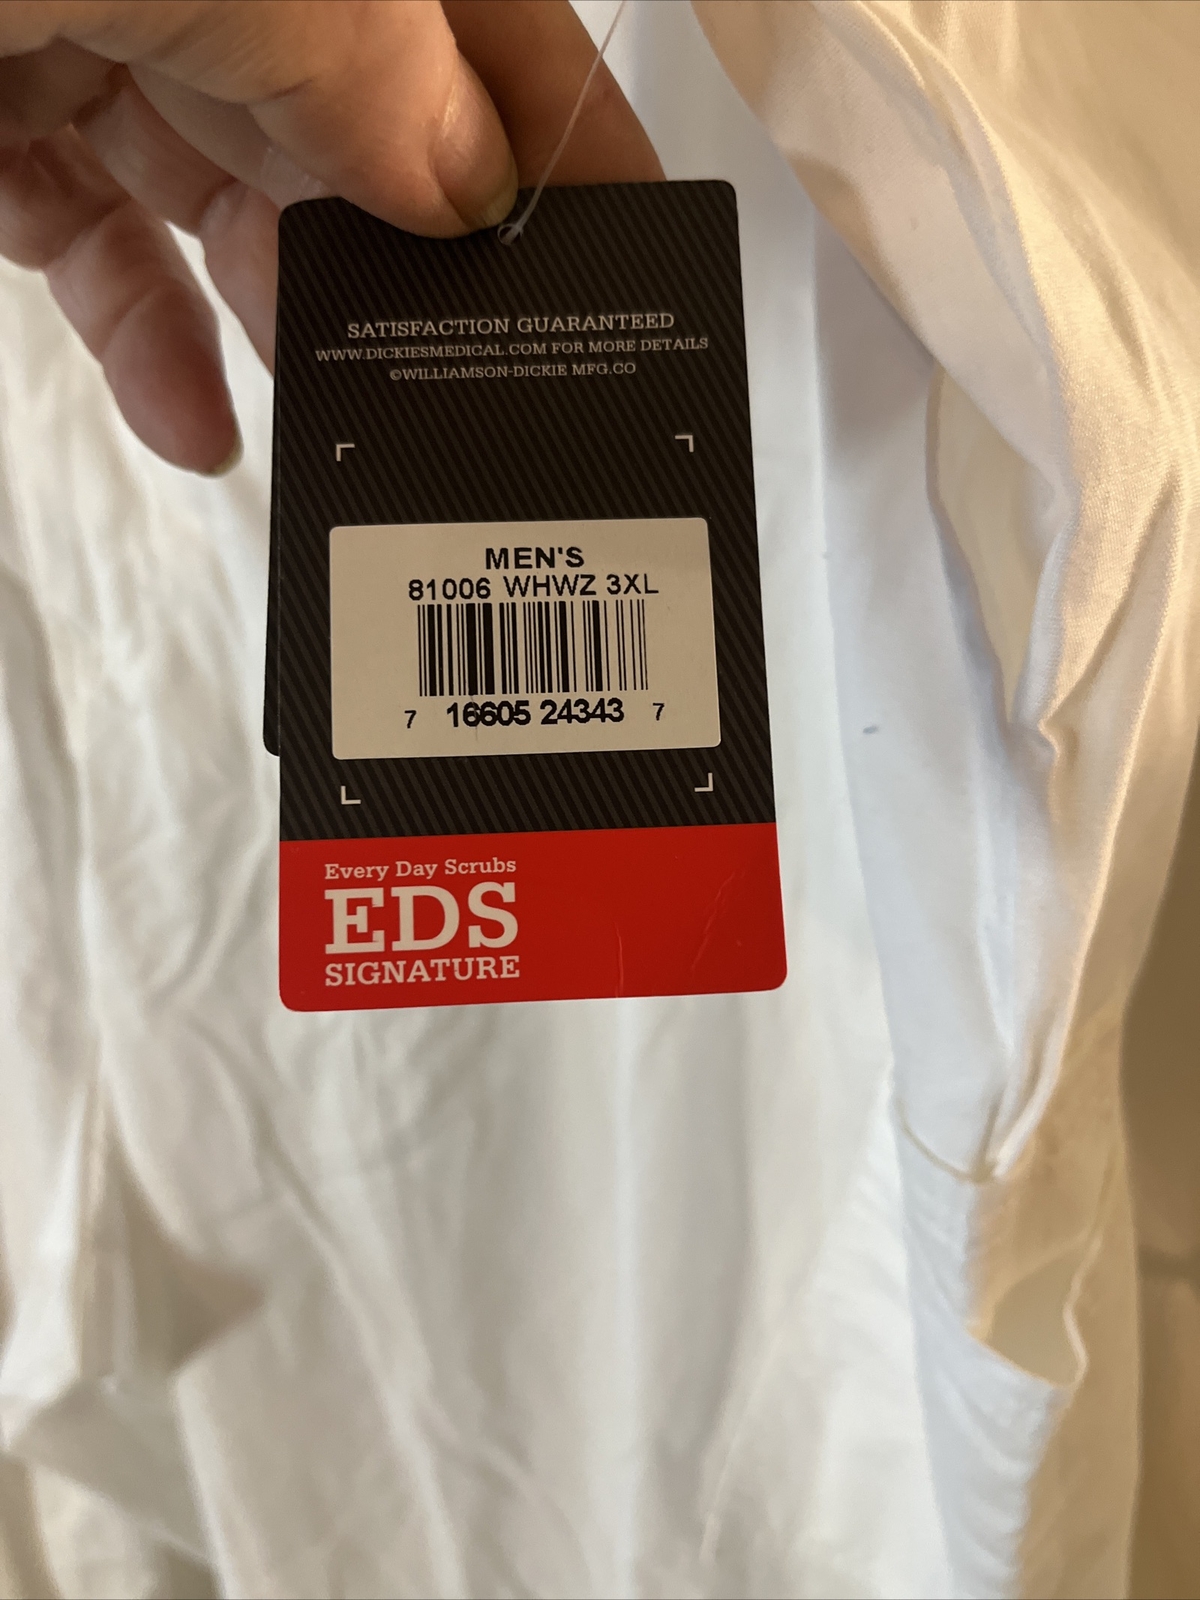 SATISFACTION GUARANTEED
WWW.DICKIESMEDICAL.COM FOR MORE DETAILS
©WILLIAMSON-DICKIE MFG.CO
MEN'S
81006 WHWZ 3XL
7 16605 24343 7
Every Day Scrubs
EDS
SIGNATURE